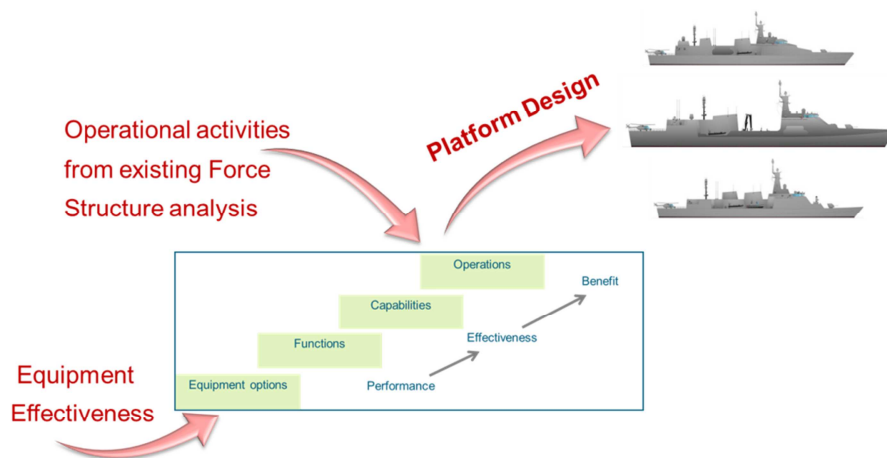 Platform Design
Operational activities
from existing Force
Structure analysis
Operations
Benefit
Capabilities
Effectiveness
Functions
Equipment options
Performance
Equipment
Effectiveness